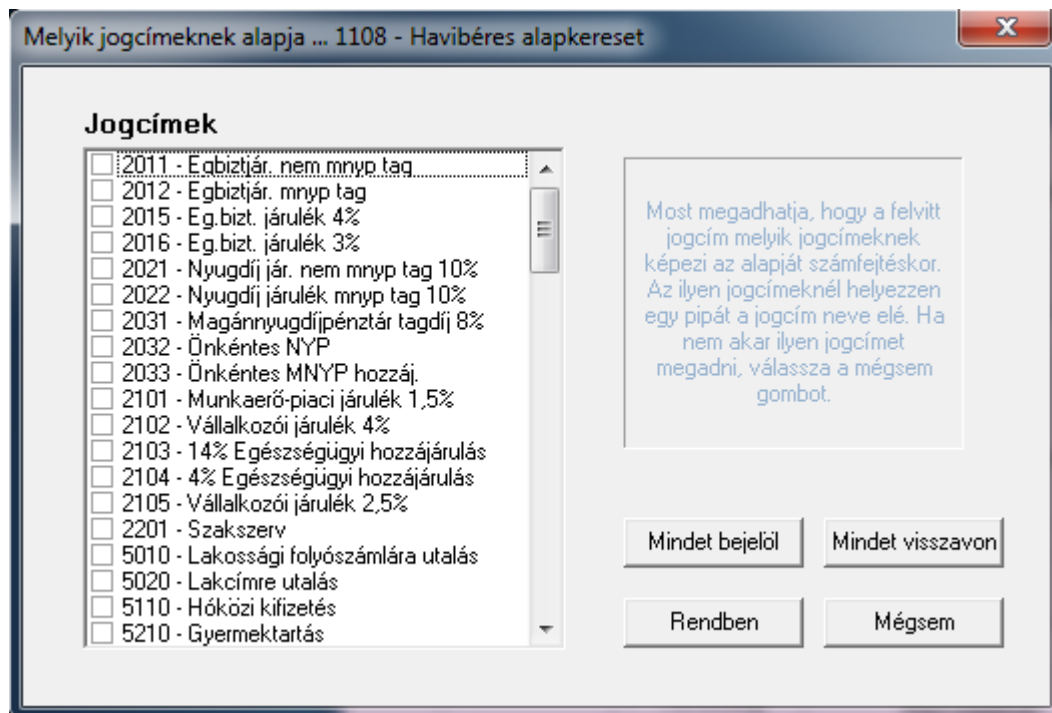 Melyik jogcímeknek alapja ... 1108 - Havibéres alapkereset
Jogcímek
2011 - Egbiztjár. nem mnyp tag
2012 - Egbiztjár. mnyp tag
2015 - Eg.bizt. járulék 4%
2016 - Eg.bizt. járulék 3%
2021 - Nyugdíj jár. nem mnyp tag 10%
2022 - Nyugdíj járulék mnyp tag 10%
2031 - Magánnyugdíjpénztár tagdíj 8%
2032 - Önkéntes NYP
2033 - Önkéntes MNYP hozzáj.
2101 - Munkaerő-piaci járulék 1,5%
2102 - Vállalkozói járulék 4%
2103 - 14% Egészségügyi hozzájárulás
2104 - 4% Egészségügyi hozzájárulás
2105 - Vállalkozói járulék 2,5%
2201 - Szakszerv
5010 - Lakossági folyószámlára utalás
5020 - Lakcímre utalás
5110 - Hóközi kifizetés
5210 - Gyermektartás
Most megadhatja, hogy a felvitt
jogcím melyik jogcímeknek
képezi az alapját számfejtéskor.
Az ilyen jogcímeknél helyezzen
egy pipát a jogcím neve elé. Ha
nem akar ilyen jogcímet
megadni, válassza a mégsem
gombot.
Mindet bejelöl
Mindet visszavon
Rendben
Mégsem